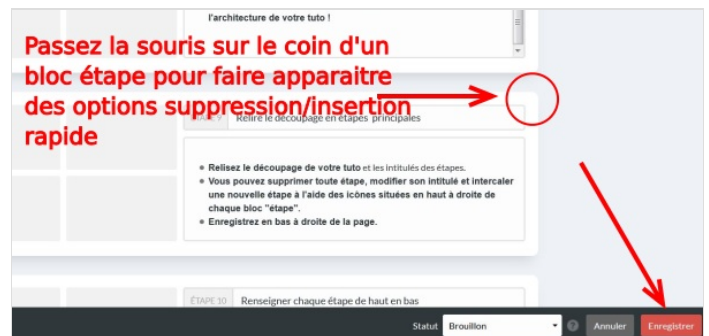 l'architecture de votre tuto !
Passez la souris sur le coin d'un
bloc étape pour faire apparaitre
des options suppression/insertion
rapide
ÉTAPE 9 Relire le découpage en étapes principales
Relisez le découpage de votre tuto et les intitulés des étapes.
Vous pouvez supprimer toute étape, modifier son intitulé et intercaler
une nouvelle étape à l'aide des icônes situées en haut à droite de
chaque bloc "étape".
Enregistrez en bas à droite de la page.
ÉTAPE 10 Renseigner chaque étape de haut en bas
Statut Brouillon ? Annuler Enregistrer